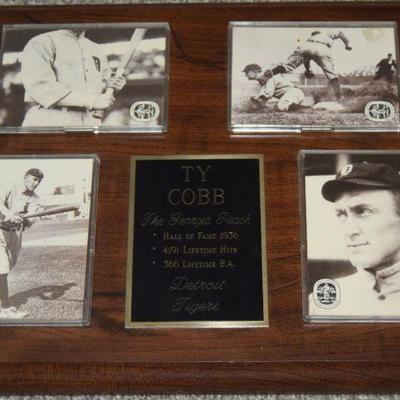 TY
COBB
The Georgia Peach
• HALL OF FAME 1936
• 4191 LIFETIME HITS
• 366 LIFETIME B.A.
Detroit
Tigers